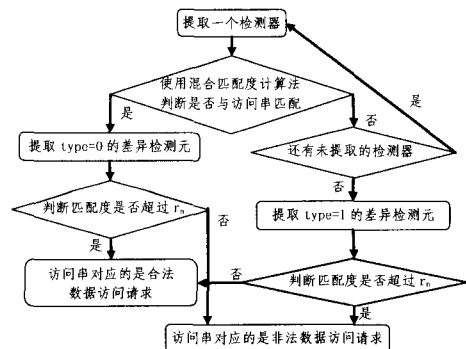 提取一个检测器
使用混合匹配度计算法
判断是否与访问串匹配
是
否
是
提取 type=0 的差异检测元
还有未提取的检测器
否
判断匹配度是否超过 rₙ
否
提取 type=1 的差异检测元
是
访问串对应的是合法
数据访问请求
否
判断匹配度是否超过 rₙ
是
访问串对应的是非法数据访问请求